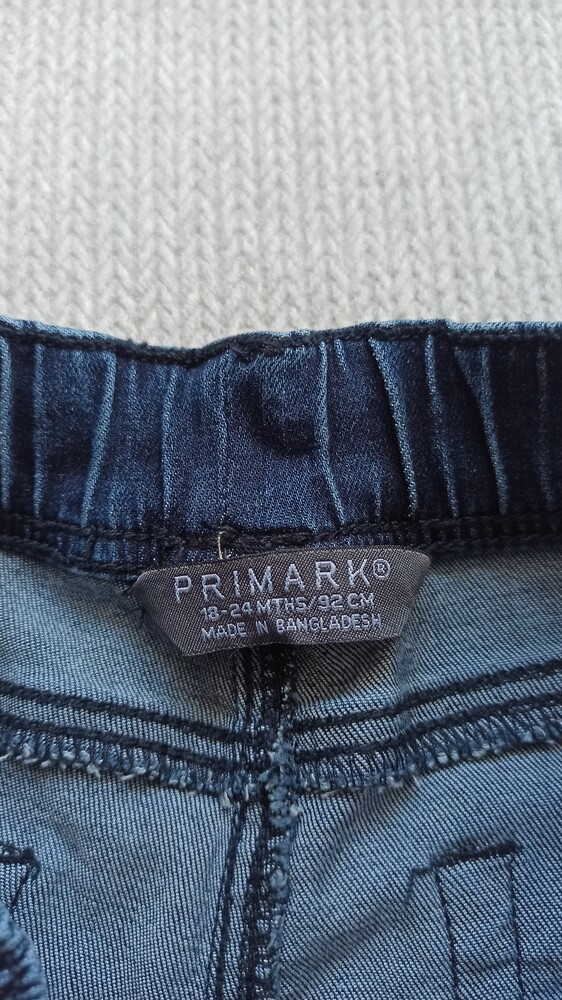 PRIMARK®
18-24 MTHS/92 CM
MADE IN BANGLADESH